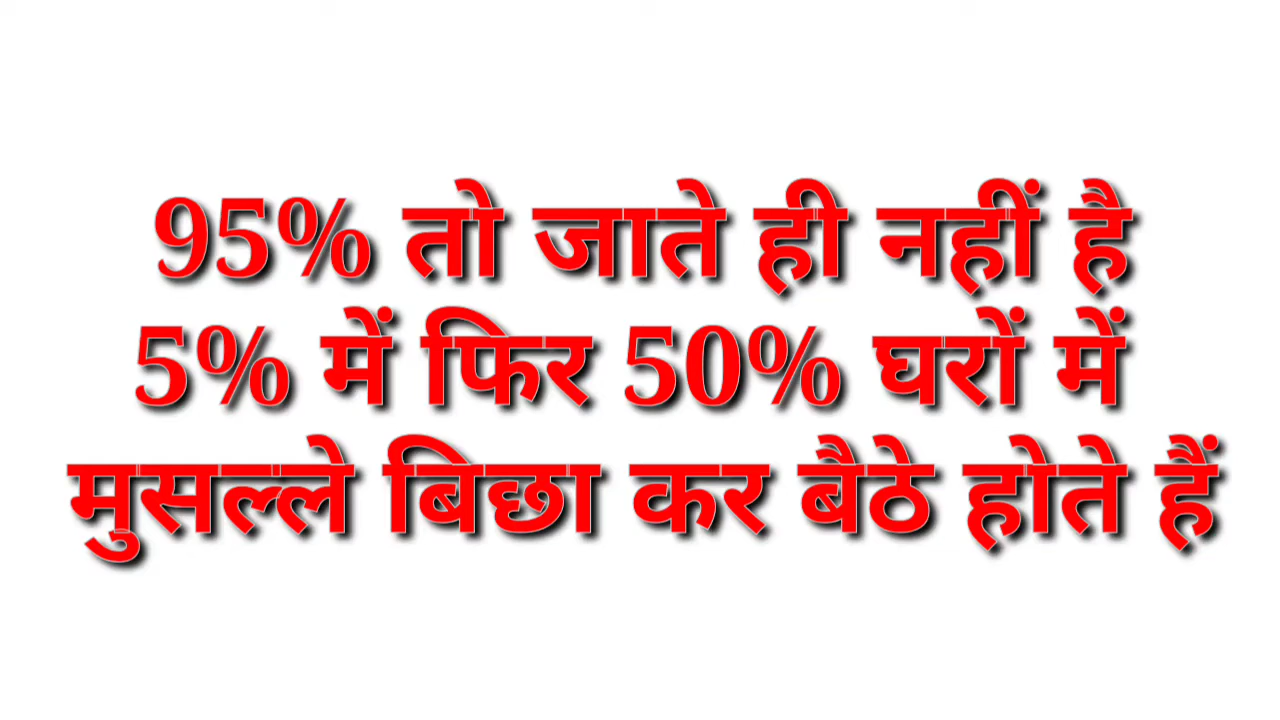 95% तो जाते ही नहीं है
5% में फिर 50% घरों में
मुसल्ले बिछा कर बैठे होते हैं